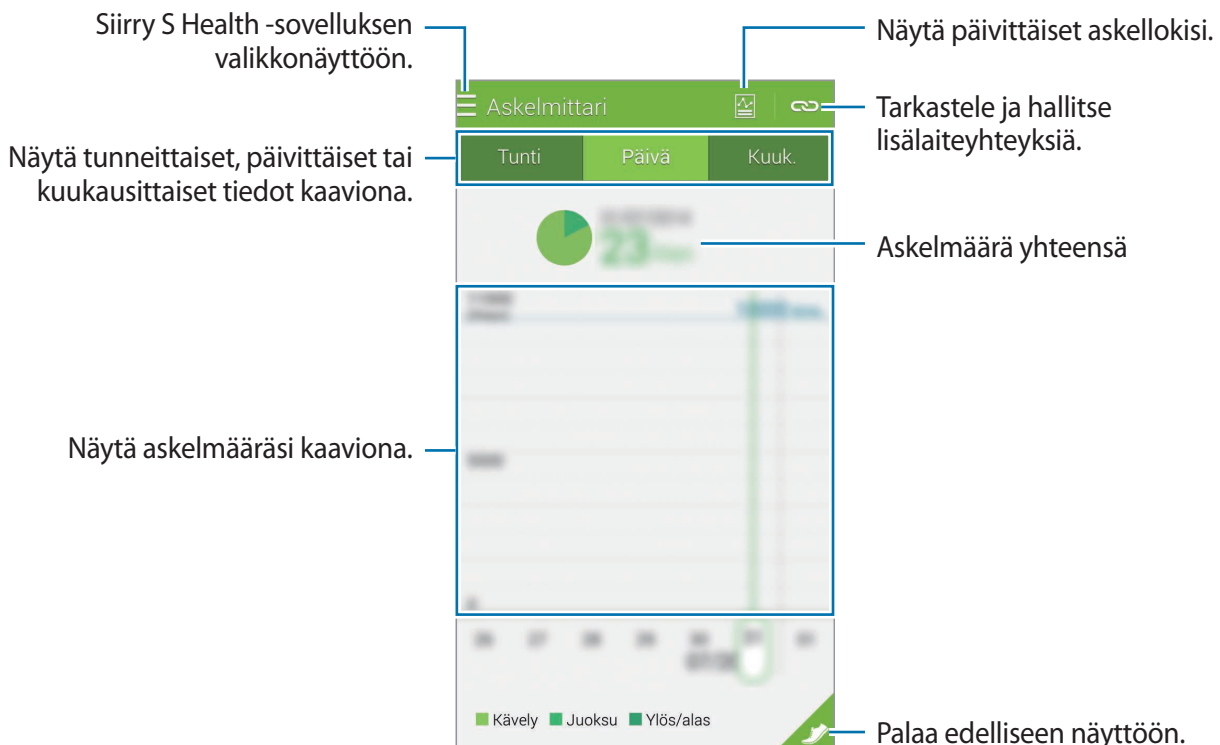 Siirry S Health -sovelluksen
valikkonäyttöön.
Näytä päivittäiset askellokisi.
Askelmittari
Tarkastele ja hallitse
lisälaiteyhteyksiä.
Näytä tunneittaiset, päivittäiset tai
kuukausittaiset tiedot kaaviona.
Tunti Päivä Kuuk.
23
Askelmäärä yhteensä
Näytä askelmääräsi kaaviona.
Kävely Juoksu Ylös/alas
Palaa edelliseen näyttöön.